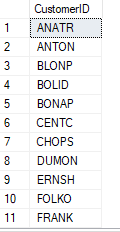 CustomerID
1 ANATR
2 ANTON
3 BLONP
4 BOLID
5 BONAP
6 CENTC
7 CHOPS
8 DUMON
9 ERNSH
10 FOLKO
11 FRANK